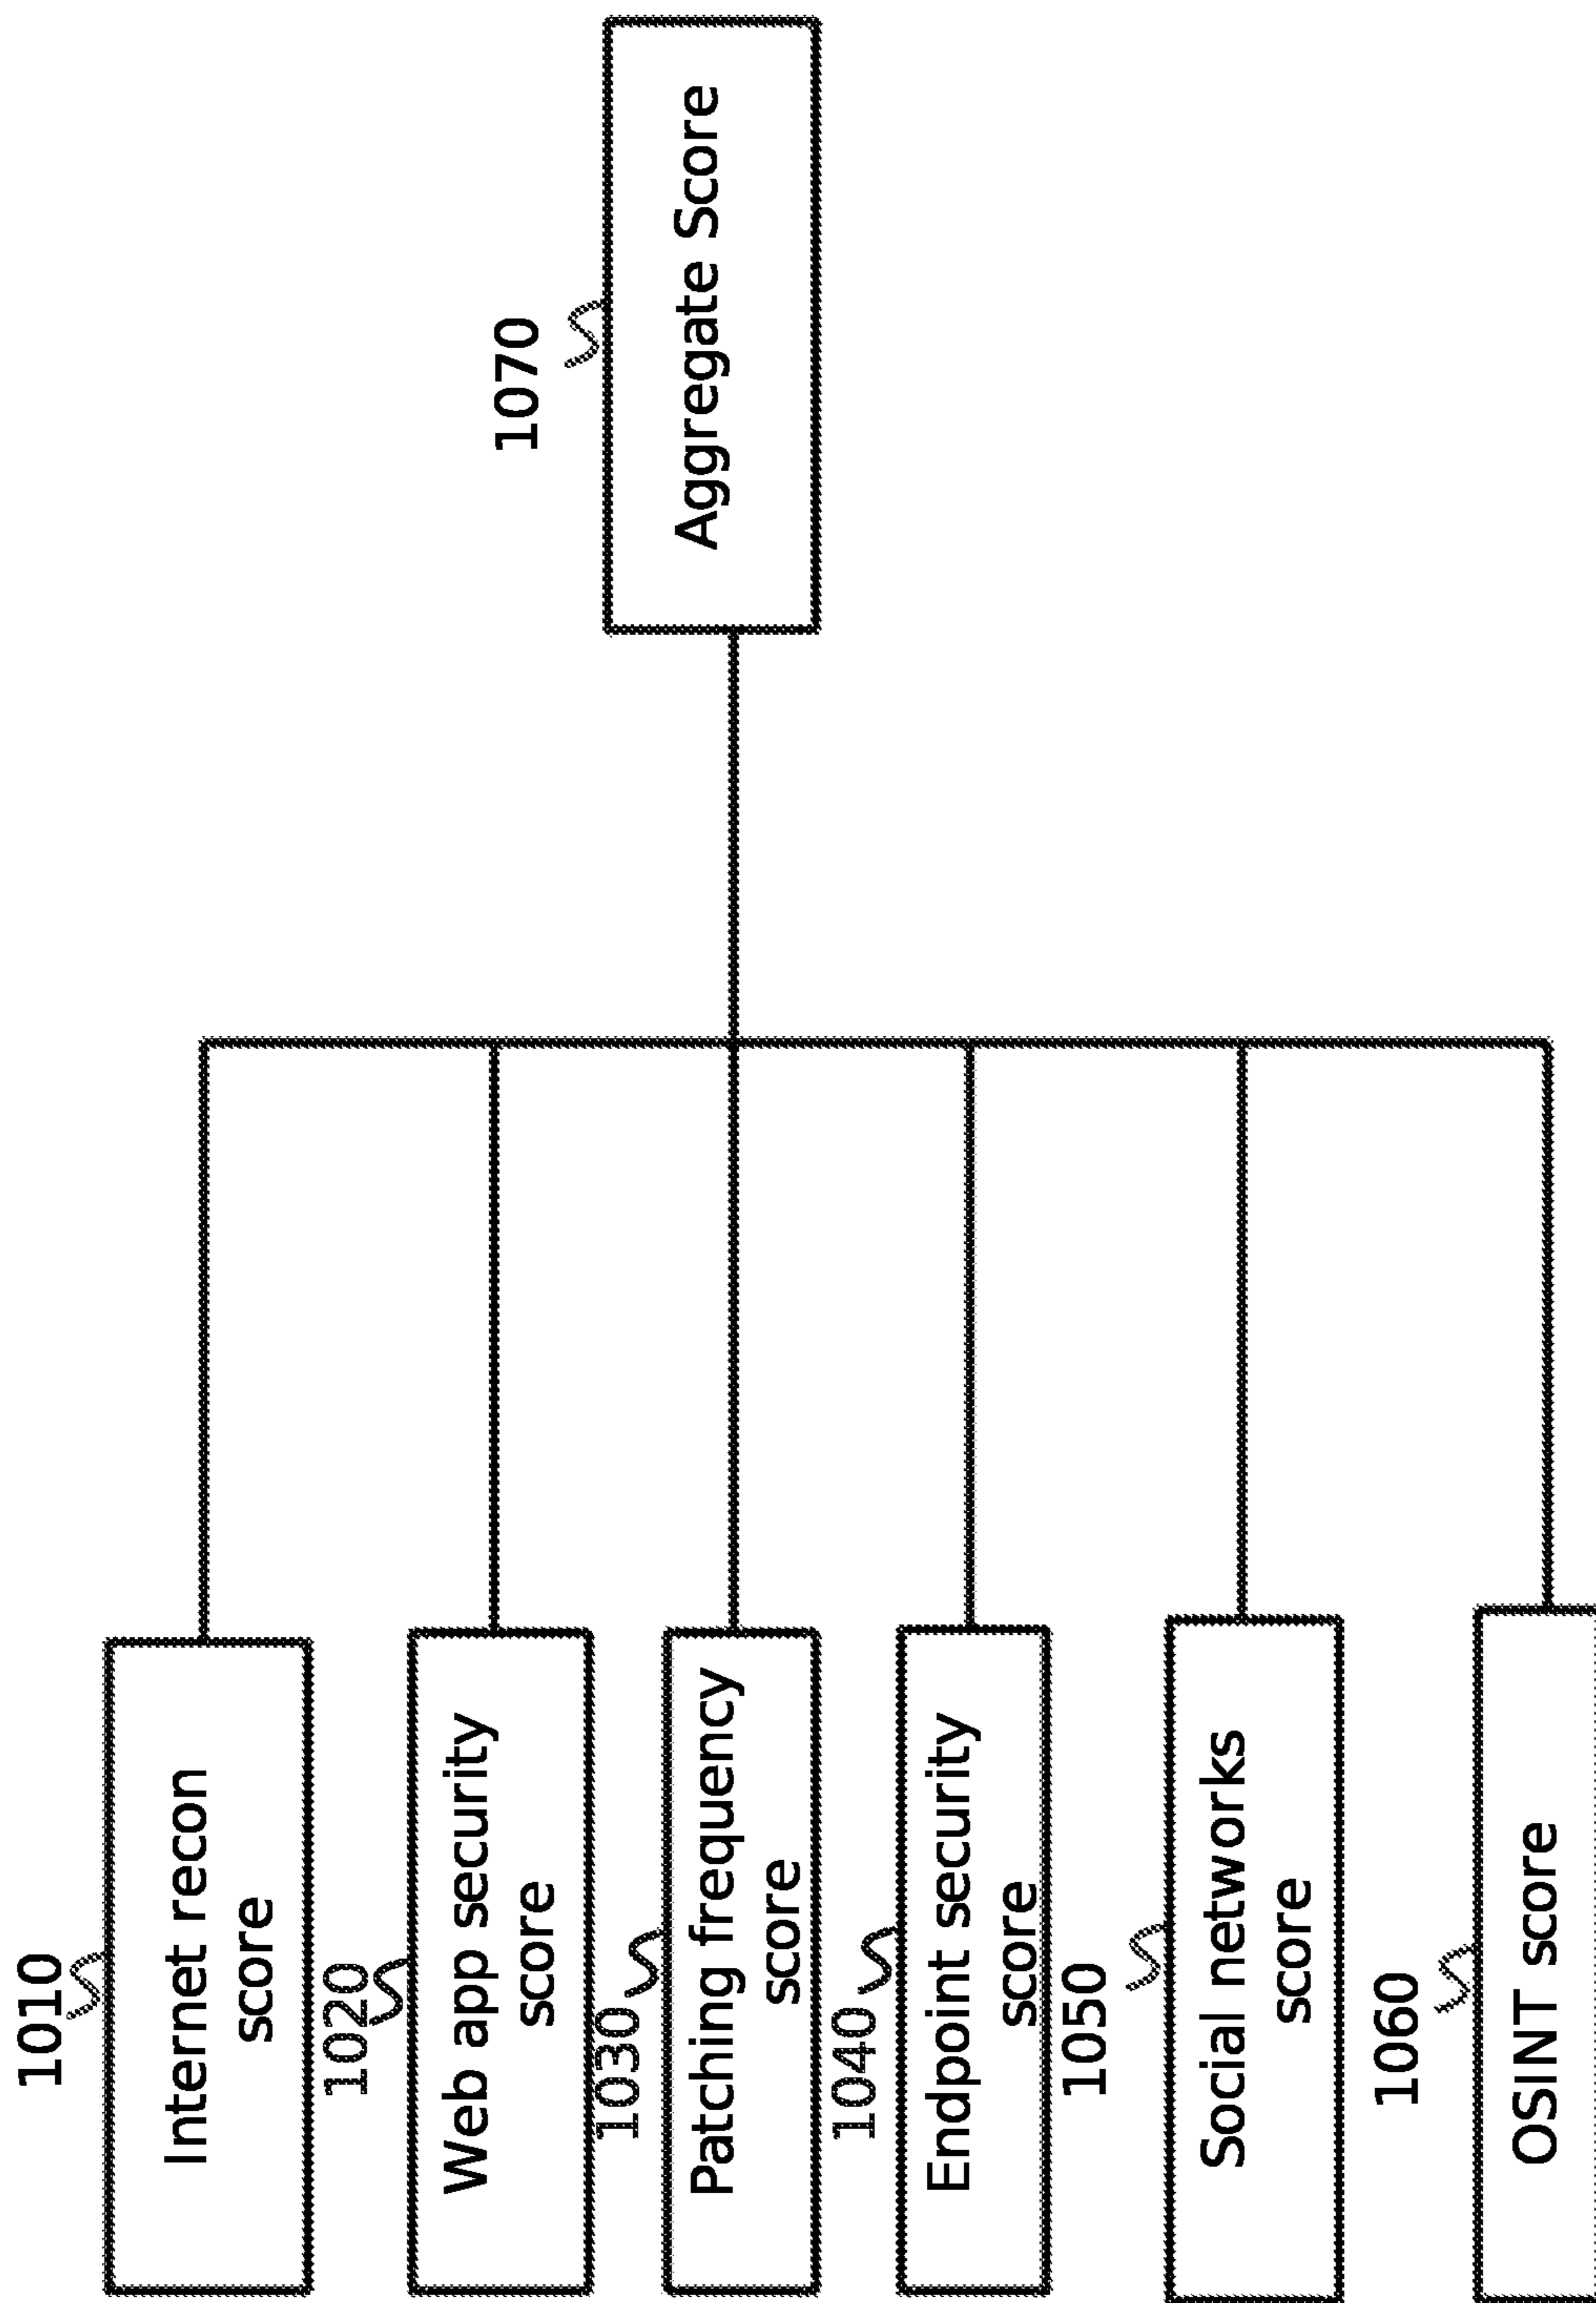 1010
Internet recon
score
1020
Web app security
score
1030
Patching frequency
score
1040
Endpoint security
score
1050
Social networks
score
1060
OSINT score
1070
Aggregate Score